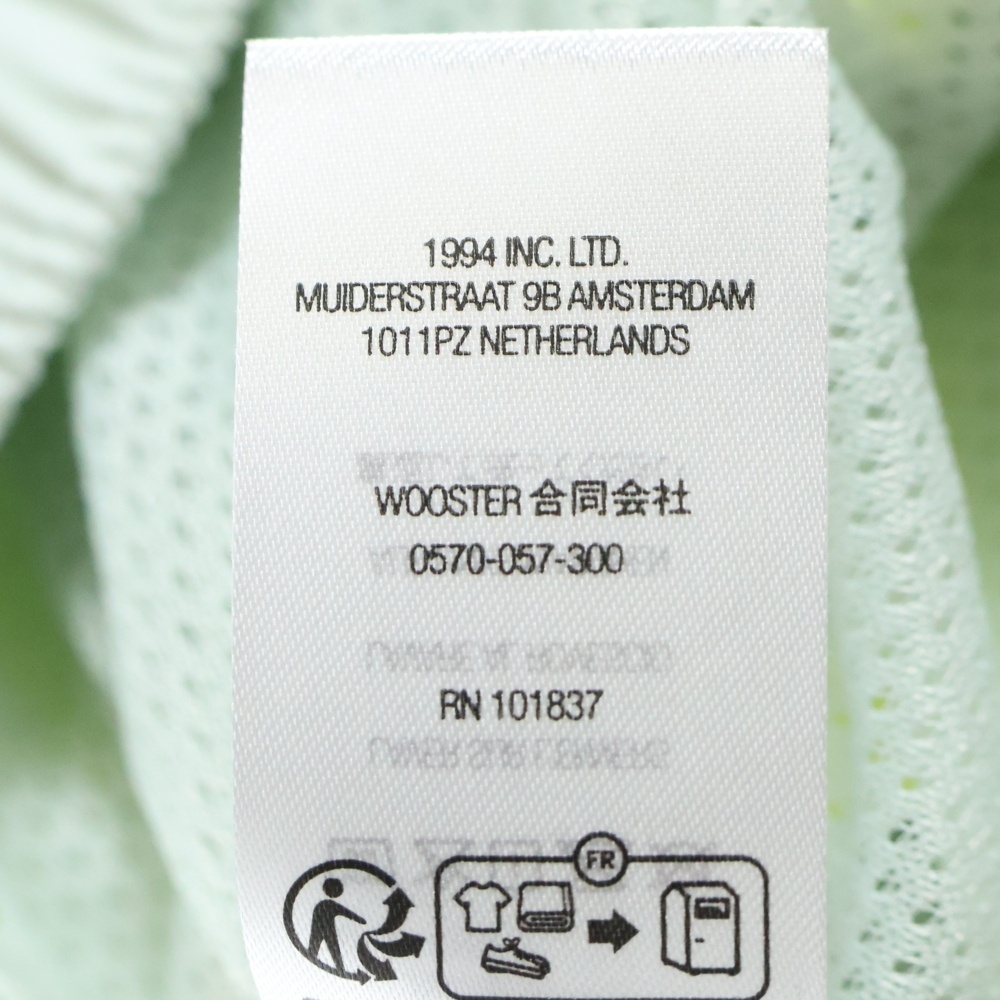 1994 INC. LTD.
MUIDERSTRAAT 9B AMSTERDAM
1011PZ NETHERLANDS
WOOSTER 合同会社
0570-057-300
RN 101837
FR